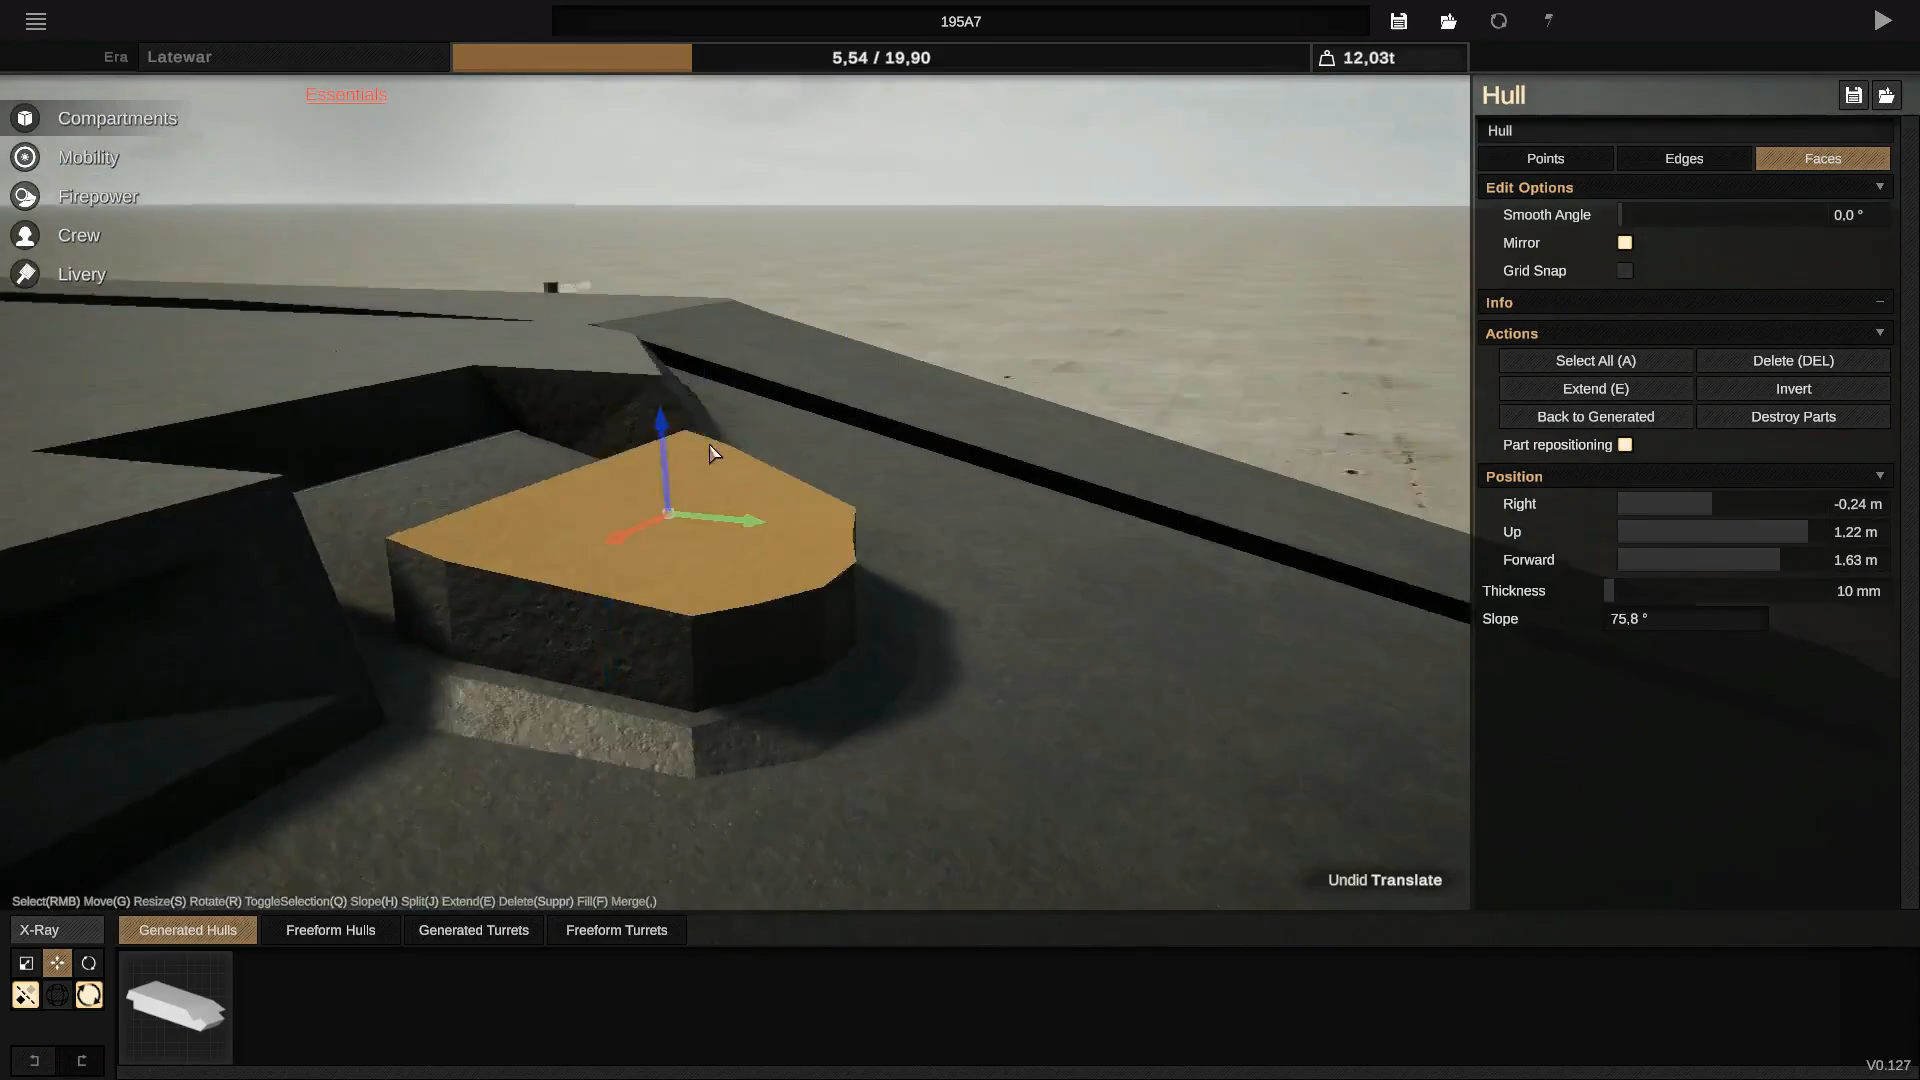 195A7
Era
Latewar
5,54 / 19,90
12,03t
Essentials
Compartments
Mobility
Firepower
Crew
Livery
Hull
Hull
Points
Edges
Faces
Edit Options
Smooth Angle
0,0 °
Mirror
Grid Snap
Info
Actions
Select All (A)
Delete (DEL)
Extend (E)
Invert
Back to Generated
Destroy Parts
Part repositioning
Position
Right
-0,24 m
Up
1,22 m
Forward
1,63 m
Thickness
10 mm
Slope
75,8 °
Undid Translate
Select(RMB) Move(G) Resize(S) Rotate(R) ToggleSelection(Q) Slope(H) Split(J) Extend(E) Delete(Suppr) Fill(F) Merge(,)
X-Ray
Generated Hulls
Freeform Hulls
Generated Turrets
Freeform Turrets
V0.127